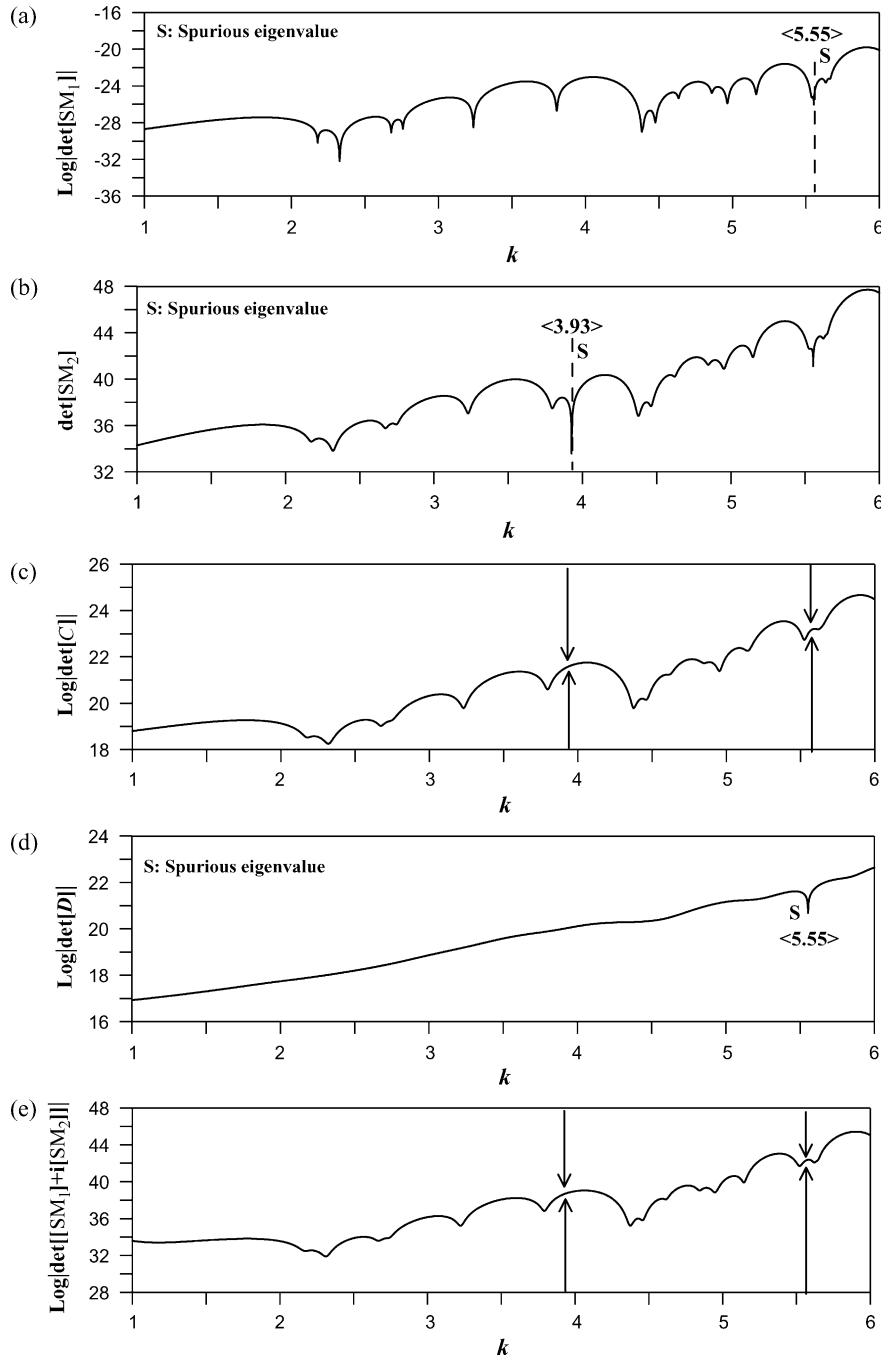 (a)
S: Spurious eigenvalue
<5.55>
S
Log|det[SM₁]|
-16
-20
-24
-28
-32
-36
1 2 3 4 5 6
k
(b)
S: Spurious eigenvalue
<3.93>
S
det[SM₂]
48
44
40
36
32
1 2 3 4 5 6
k
(c)
Log|det[C]|
26
24
22
20
18
1 2 3 4 5 6
k
(d)
S: Spurious eigenvalue
S
<5.55>
Log|det[D]|
24
22
20
18
16
1 2 3 4 5 6
k
(e)
Log|det[[SM₁]+i[SM₂]]|
48
44
40
36
32
28
1 2 3 4 5 6
k